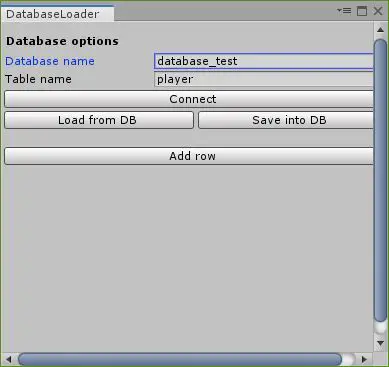 DatabaseLoader
Database options
Database name database_test
Table name player
Connect
Load from DB Save into DB
Add row